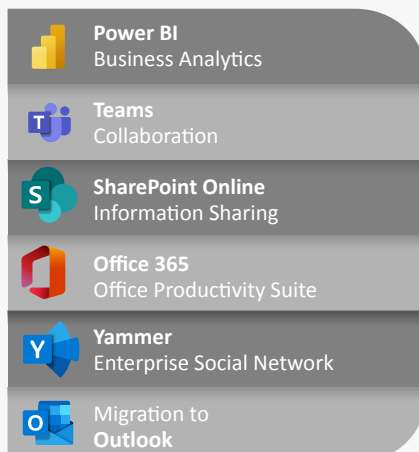 Power BI
Business Analytics
T
Teams
Collaboration
S
SharePoint Online
Information Sharing
Office 365
Office Productivity Suite
Y
Yammer
Enterprise Social Network
O
Migration to
Outlook